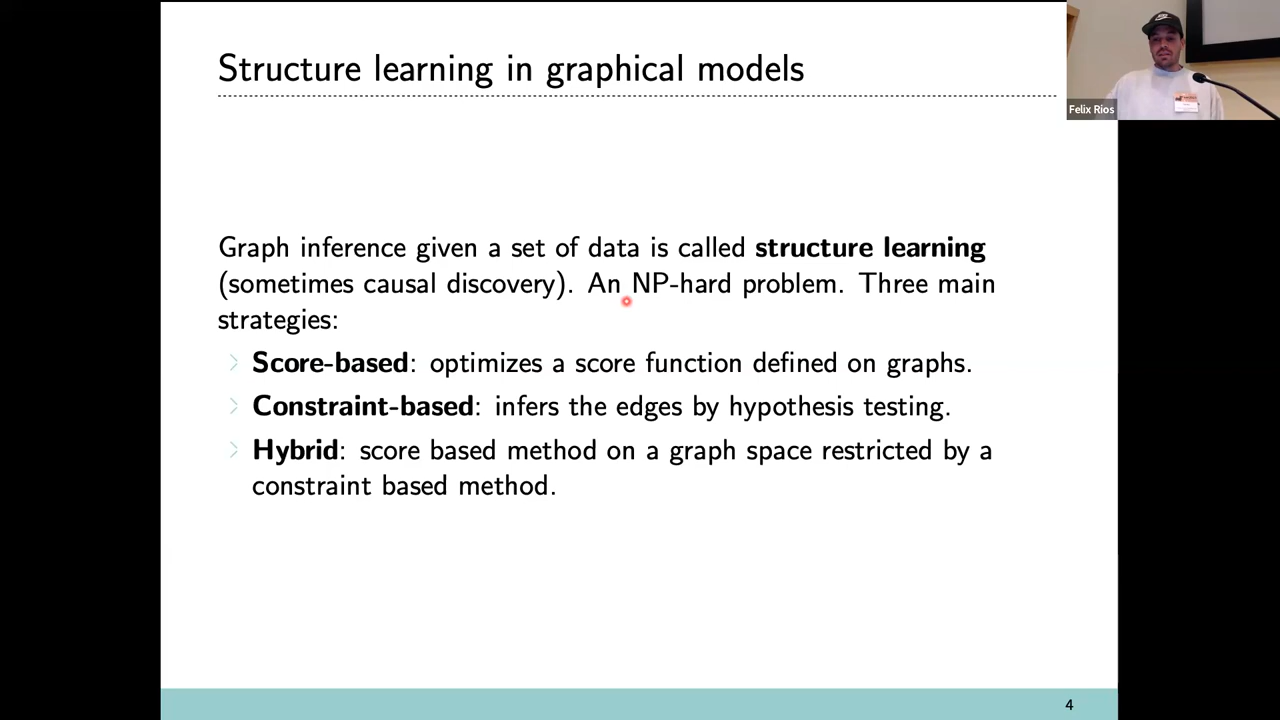 Structure learning in graphical models
Felix Rios
Graph inference given a set of data is called structure learning
(sometimes causal discovery). An NP-hard problem. Three main
strategies:
Score-based: optimizes a score function defined on graphs.
Constraint-based: infers the edges by hypothesis testing.
Hybrid: score based method on a graph space restricted by a
constraint based method.
4